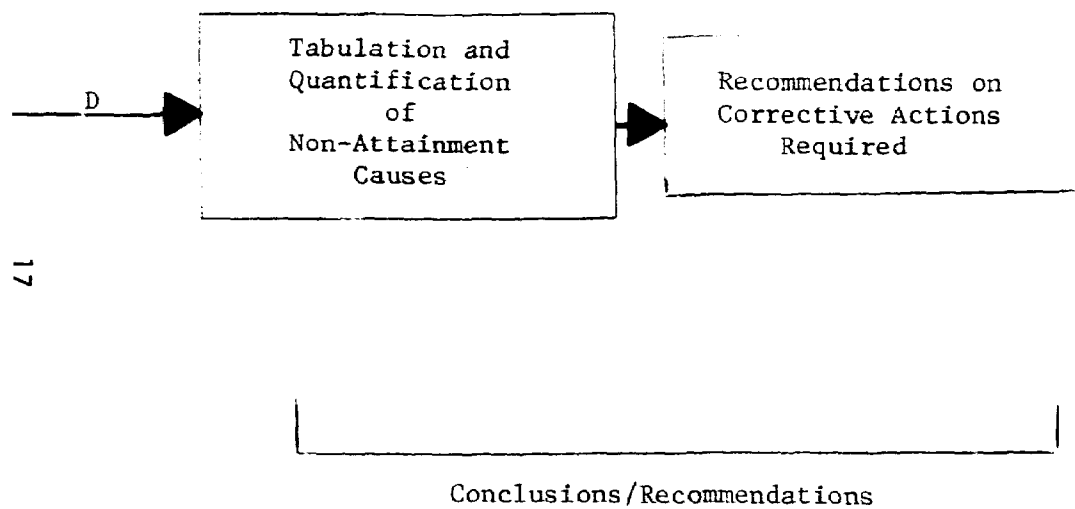 D
Tabulation and
Quantification
of
Non-Attainment
Causes
Recommendations on
Corrective Actions
Required
17
Conclusions/Recommendations